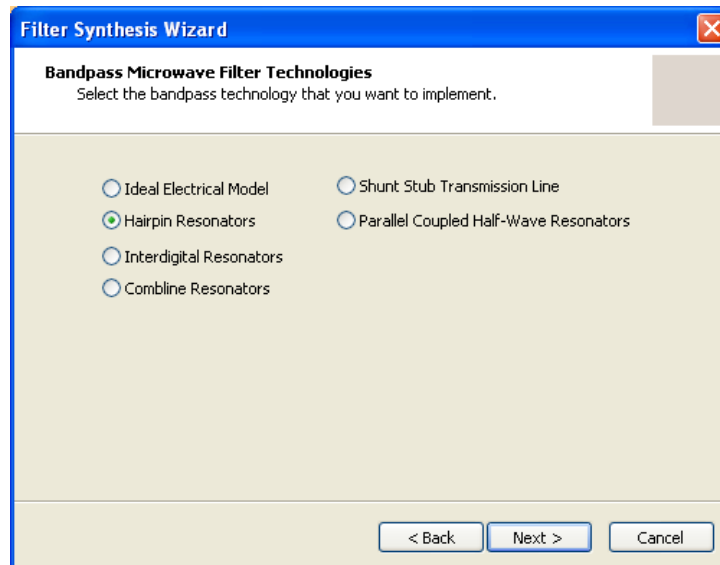 Filter Synthesis Wizard
Bandpass Microwave Filter Technologies
Select the bandpass technology that you want to implement.
Ideal Electrical Model
Hairpin Resonators
Interdigital Resonators
Combline Resonators
Shunt Stub Transmission Line
Parallel Coupled Half-Wave Resonators
< Back
Next >
Cancel